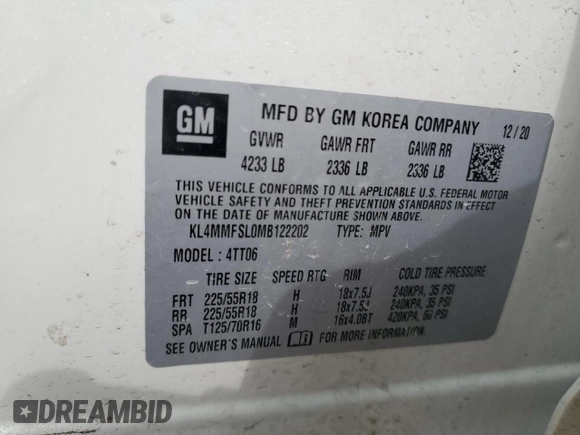 GM
MFD BY GM KOREA COMPANY 12/20
GVWR GAWR FRT GAWR RR
4233 LB 2336 LB 2336 LB
THIS VEHICLE CONFORMS TO ALL APPLICABLE U.S. FEDERAL MOTOR
VEHICLE SAFETY AND THEFT PREVENTION STANDARDS IN EFFECT
ON THE DATE OF MANUFACTURE SHOWN ABOVE.
KL4MMFSL0MB122202 TYPE: MPV
MODEL : 4TT06
TIRE SIZE SPEED RTG RIM COLD TIRE PRESSURE
FRT 225/55R18 H 18x7.5J 240KPA, 35 PSI
RR 225/55R18 H 18x7.5J 240KPA, 35 PSI
SPA T125/70R16 M 16x4.0BT 420KPA, 60 PSI
SEE OWNER'S MANUAL FOR MORE INFORMATION.
DREAMBID